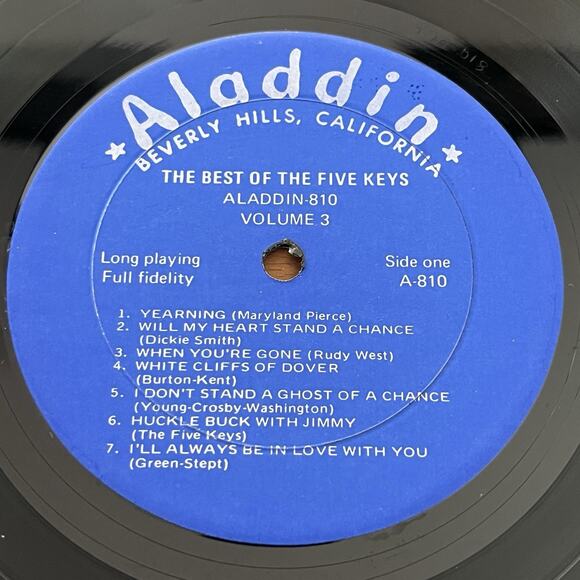 Aladdin
BEVERLY HILLS, CALIFORNiA
THE BEST OF THE FIVE KEYS
ALADDIN-810
VOLUME 3
Long playing
Full fidelity
Side one
A-810
1. YEARNING (Maryland Pierce)
2. WILL MY HEART STAND A CHANCE
(Dickie Smith)
3. WHEN YOU'RE GONE (Rudy West)
4. WHITE CLIFFS OF DOVER
(Burton-Kent)
5. I DON'T STAND A GHOST OF A CHANCE
(Young-Crosby-Washington)
6. HUCKLE BUCK WITH JIMMY
(The Five Keys)
7. I'LL ALWAYS BE IN LOVE WITH YOU
(Green-Stept)